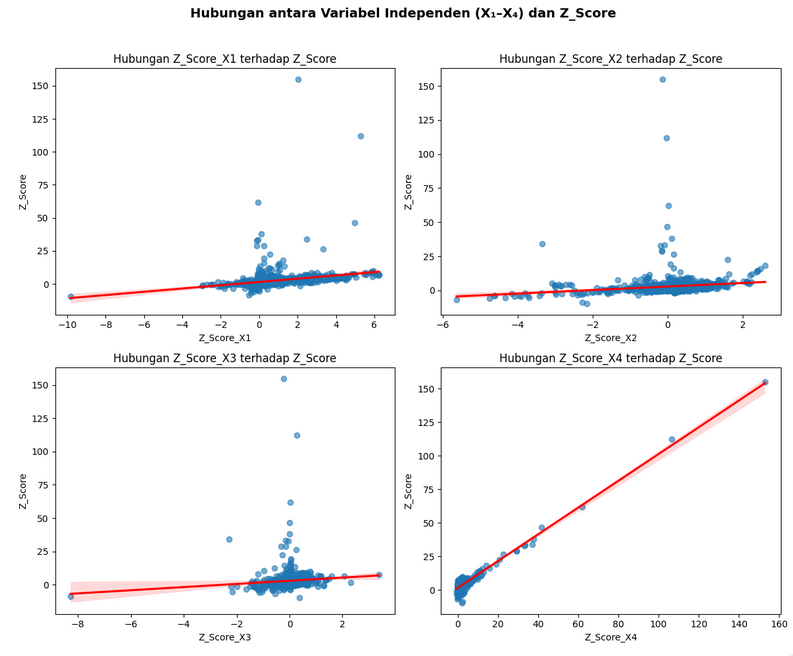 Hubungan antara Variabel Independen (X₁–X₄) dan Z_Score
Hubungan Z_Score_X1 terhadap Z_Score
Z_Score
150
125
100
75
50
25
0
−10 −8 −6 −4 −2 0 2 4 6
Z_Score_X1
Hubungan Z_Score_X2 terhadap Z_Score
Z_Score
150
125
100
75
50
25
0
−6 −4 −2 0 2
Z_Score_X2
Hubungan Z_Score_X3 terhadap Z_Score
Z_Score
150
125
100
75
50
25
0
−8 −6 −4 −2 0 2
Z_Score_X3
Hubungan Z_Score_X4 terhadap Z_Score
Z_Score
150
125
100
75
50
25
0
0 20 40 60 80 100 120 140 160
Z_Score_X4